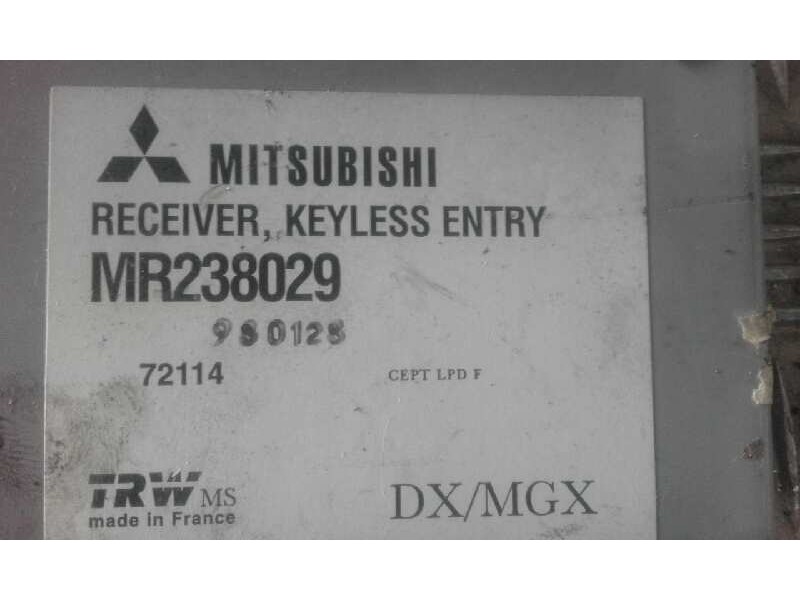 MITSUBISHI
RECEIVER, KEYLESS ENTRY
MR238029
980128
72114
CEPT LPD F
TRW MS
made in France
DX/MGX